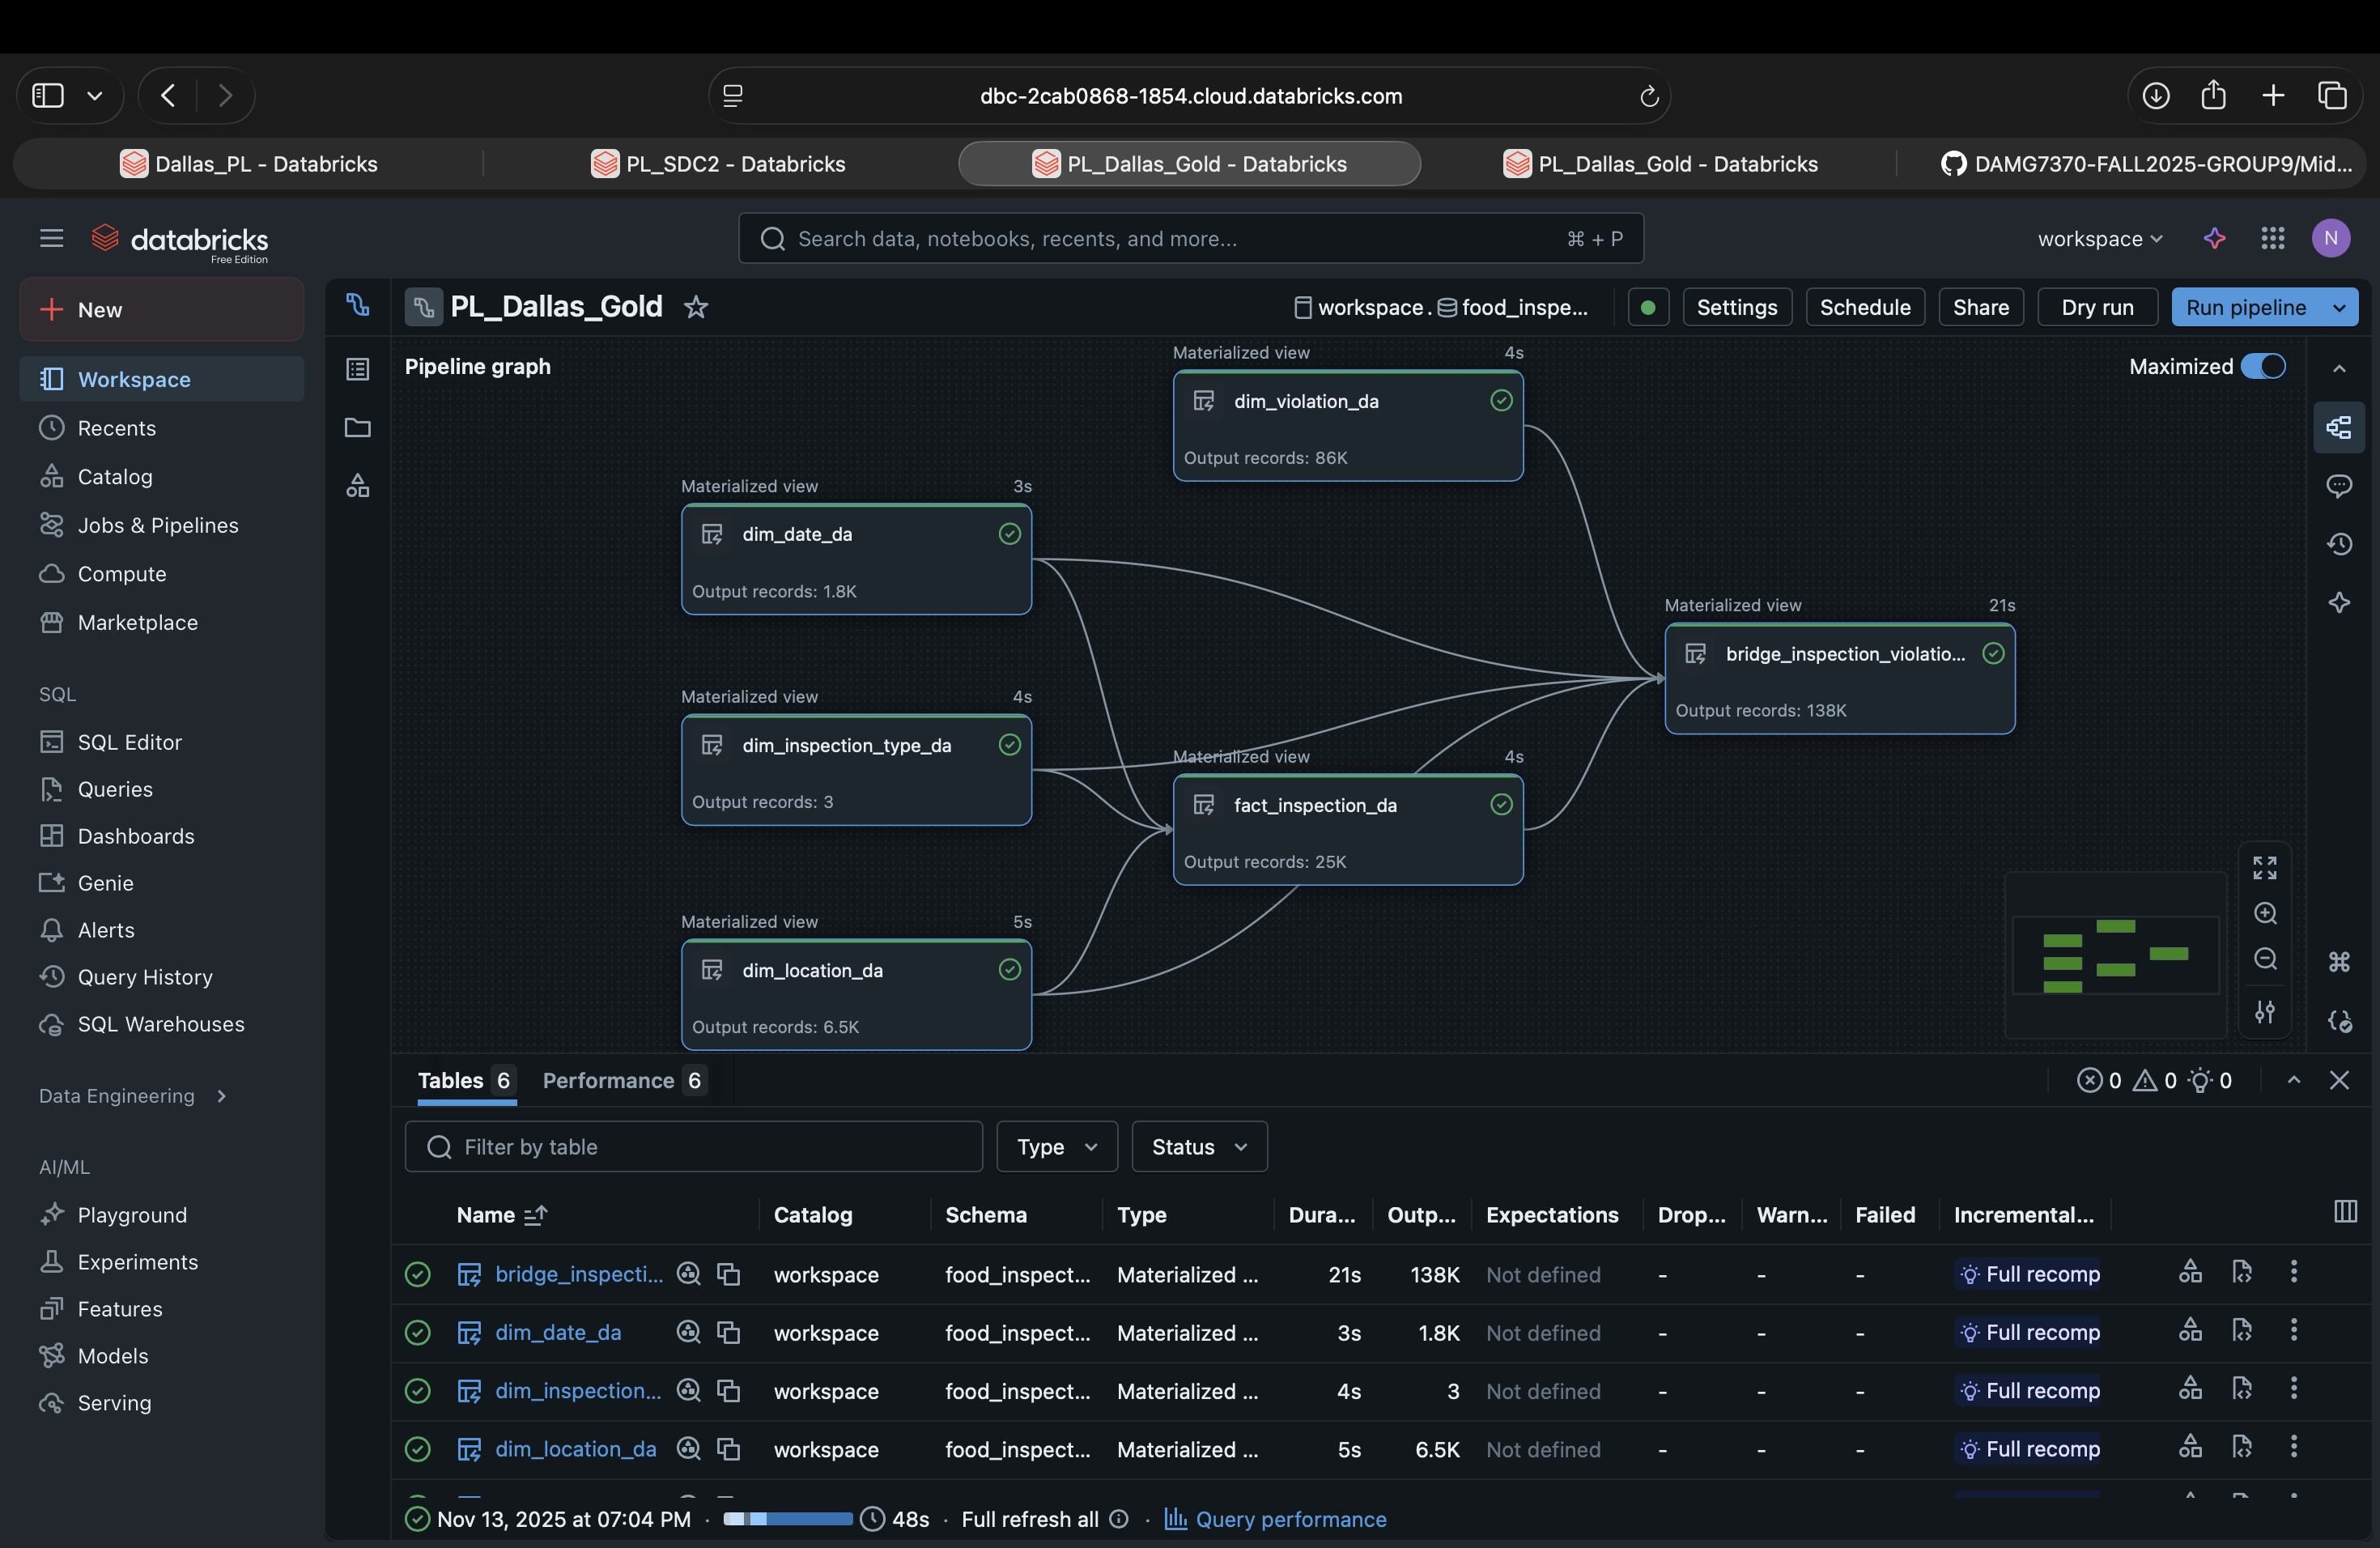 dbc-2cab0868-1854.cloud.databricks.com
Dallas_PL - Databricks
PL_SDC2 - Databricks
PL_Dallas_Gold - Databricks
PL_Dallas_Gold - Databricks
DAMG7370-FALL2025-GROUP9/Mid...
databricks
Free Edition
Search data, notebooks, recents, and more...
⌘ + P
workspace
N
New
Workspace
Recents
Catalog
Jobs & Pipelines
Compute
Marketplace
SQL
SQL Editor
Queries
Dashboards
Genie
Alerts
Query History
SQL Warehouses
Data Engineering
AI/ML
Playground
Experiments
Features
Models
Serving
PL_Dallas_Gold
workspace. food_inspe...
Settings
Schedule
Share
Dry run
Run pipeline
Pipeline graph
Maximized
Materialized view 4s
dim_violation_da
Output records: 86K
Materialized view 3s
dim_date_da
Output records: 1.8K
Materialized view 21s
bridge_inspection_violatio...
Output records: 138K
Materialized view 4s
dim_inspection_type_da
Output records: 3
Materialized view 4s
fact_inspection_da
Output records: 25K
Materialized view 5s
dim_location_da
Output records: 6.5K
Tables 6 Performance 6
0 0 0
Filter by table
Type
Status
Name Catalog Schema Type Dura... Outp... Expectations Drop... Warn... Failed Incremental...
bridge_inspecti... workspace food_inspect... Materialized ... 21s 138K Not defined - - - Full recomp
dim_date_da workspace food_inspect... Materialized ... 3s 1.8K Not defined - - - Full recomp
dim_inspection... workspace food_inspect... Materialized ... 4s 3 Not defined - - - Full recomp
dim_location_da workspace food_inspect... Materialized ... 5s 6.5K Not defined - - - Full recomp
Nov 13, 2025 at 07:04 PM · 48s · Full refresh all · Query performance